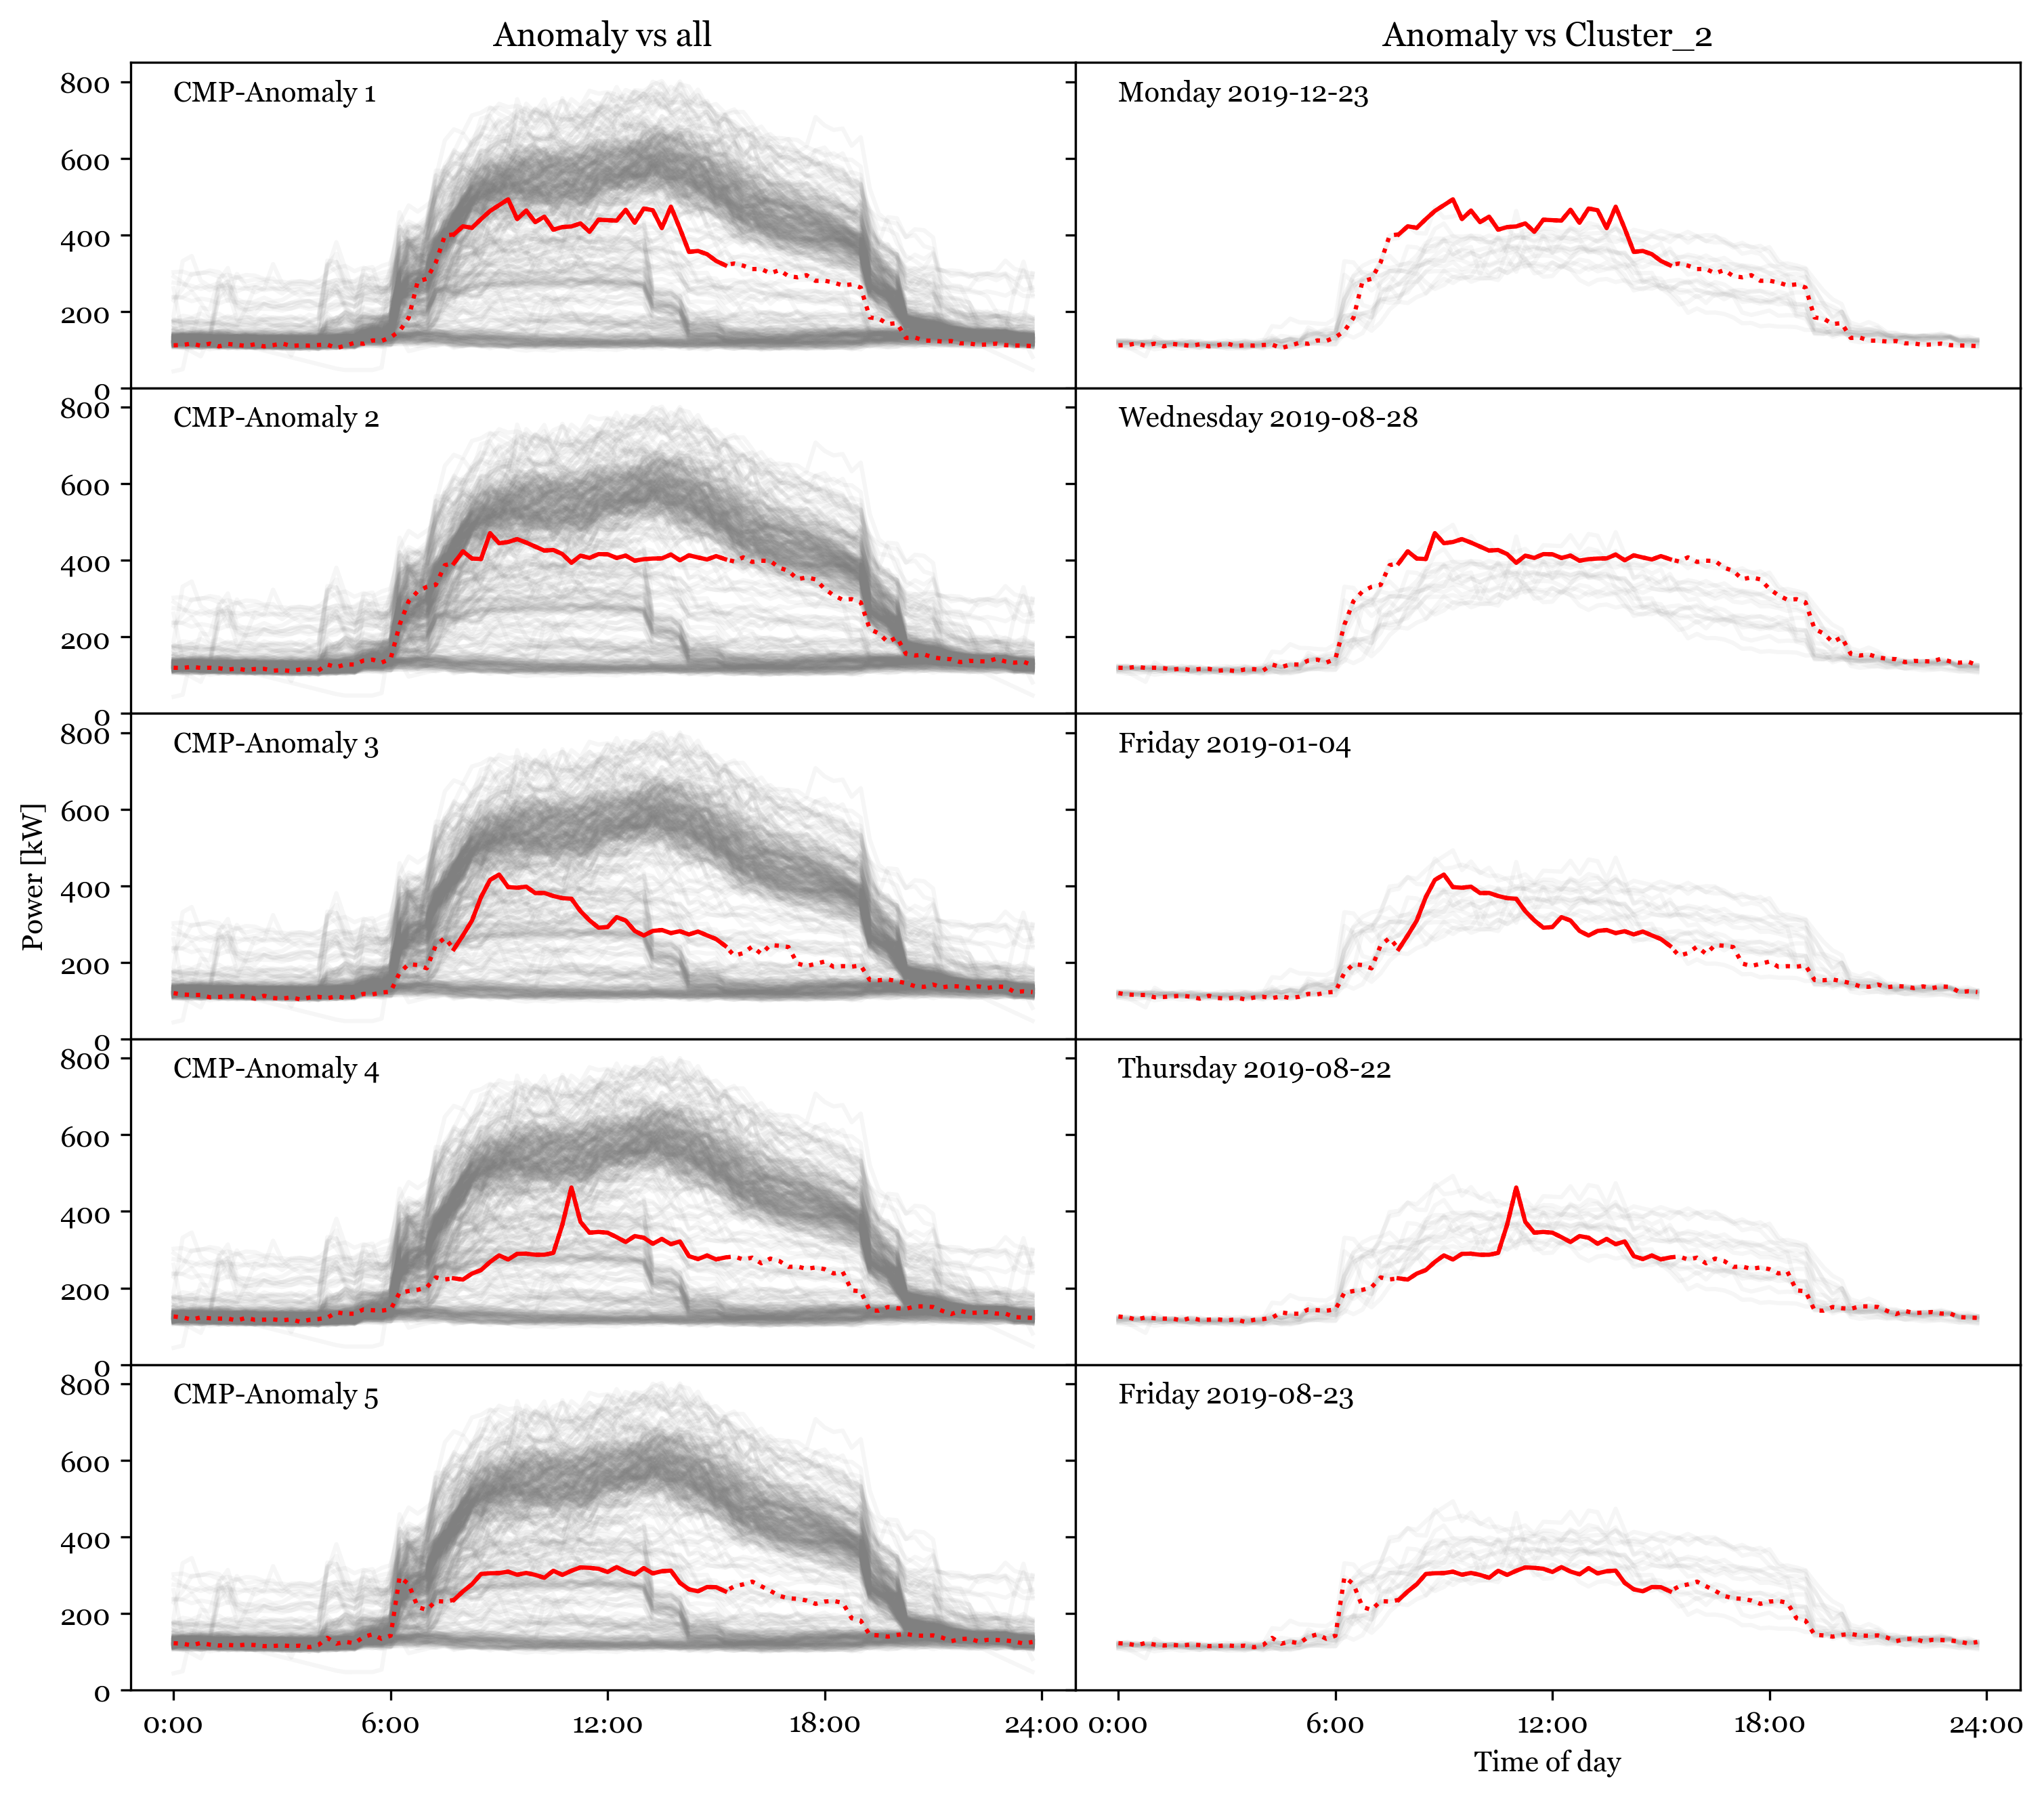 Anomaly vs all
Anomaly vs Cluster_2
CMP-Anomaly 1
Monday 2019-12-23
800
600
400
200
0
CMP-Anomaly 2
Wednesday 2019-08-28
800
600
400
200
0
CMP-Anomaly 3
Friday 2019-01-04
800
600
400
200
0
Power [kW]
CMP-Anomaly 4
Thursday 2019-08-22
800
600
400
200
0
CMP-Anomaly 5
Friday 2019-08-23
800
600
400
200
0
0:00 6:00 12:00 18:00 24:00
0:00 6:00 12:00 18:00 24:00
Time of day